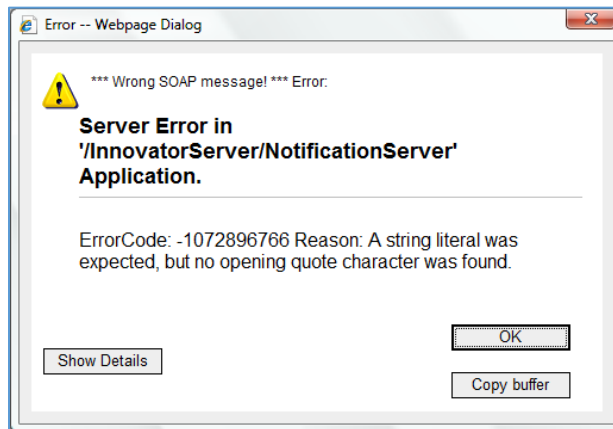 Error -- Webpage Dialog
*** Wrong SOAP message! *** Error:
Server Error in
'/InnovatorServer/NotificationServer'
Application.
ErrorCode: -1072896766 Reason: A string literal was
expected, but no opening quote character was found.
OK
Show Details
Copy buffer